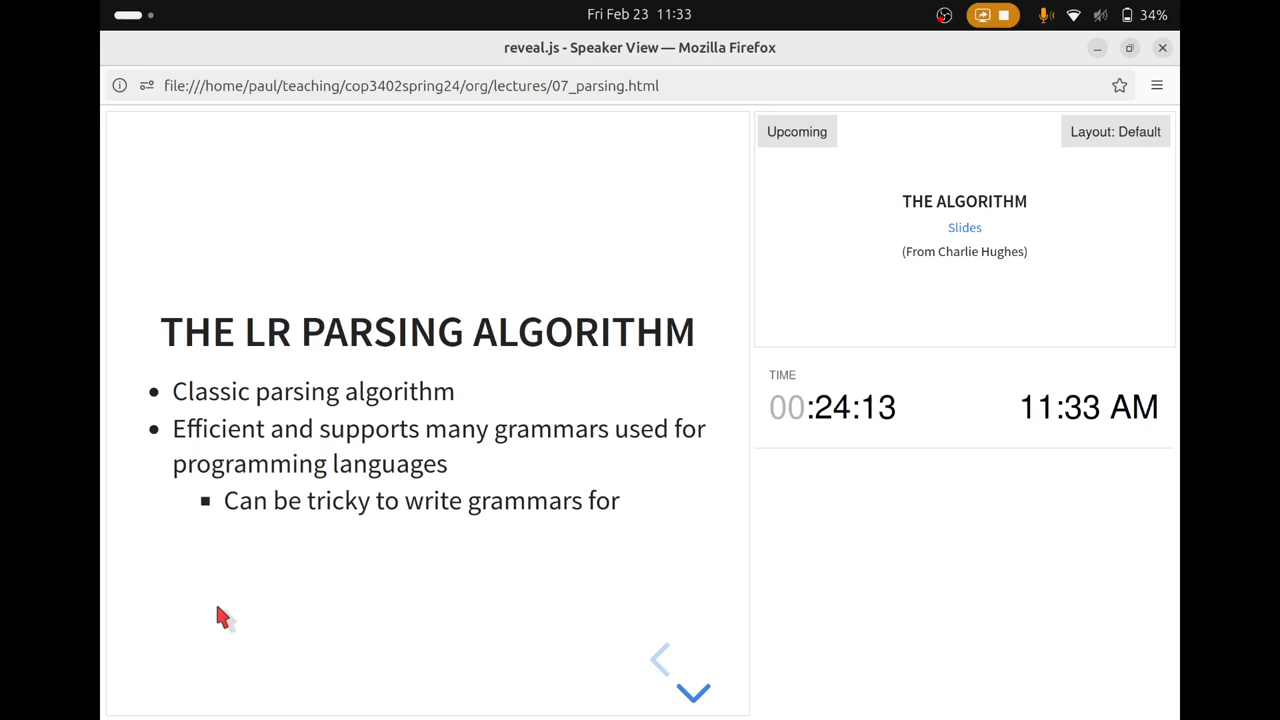 Fri Feb 23 11:33
34%
reveal.js - Speaker View — Mozilla Firefox
file:///home/paul/teaching/cop3402spring24/org/lectures/07_parsing.html
THE LR PARSING ALGORITHM
• Classic parsing algorithm
• Efficient and supports many grammars used for
programming languages
▪ Can be tricky to write grammars for
Upcoming
Layout: Default
THE ALGORITHM
Slides
(From Charlie Hughes)
TIME
00:24:13
11:33 AM